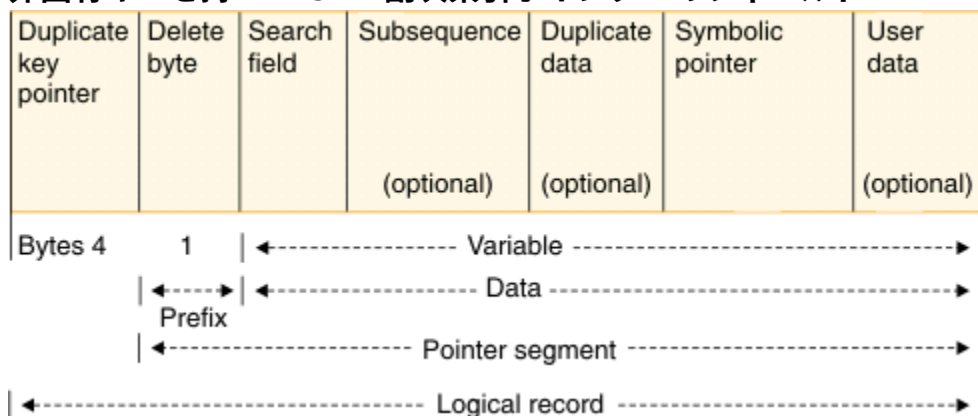 Duplicate key pointer
Delete byte
Search field
Subsequence (optional)
Duplicate data (optional)
Symbolic pointer
User data (optional)
Bytes 4
1
Variable
Data
Prefix
Pointer segment
Logical record